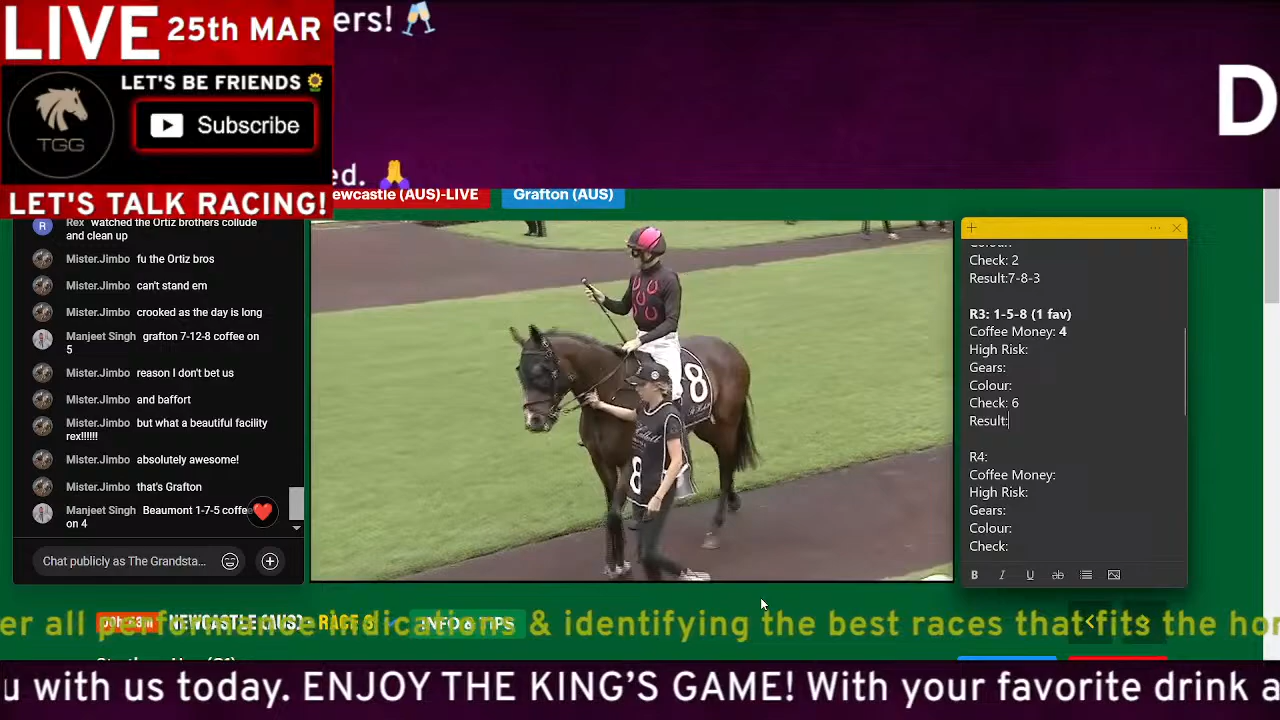 LIVE 25th MAR
ers! 🥂
LET'S BE FRIENDS 🌻
TGG
Subscribe
D
ed. 🙏
LET'S TALK RACING!
ewcastle (AUS)-LIVE
Grafton (AUS)
R
Rex watched the Ortiz brothers collude
and clean up
Mister.Jimbo fu the Ortiz bros
Mister.Jimbo can't stand em
Mister.Jimbo crooked as the day is long
Manjeet Singh grafton 7-12-8 coffee on
5
Mister.Jimbo reason I don't bet us
Mister.Jimbo and baffort
Mister.Jimbo but what a beautiful facility
rex!!!!!!
Mister.Jimbo absolutely awesome!
Mister.Jimbo that's Grafton
Manjeet Singh Beaumont 1-7-5 coffe
on 4
Chat publicly as The Grandsta...
8
8
Check: 2
Result:7-8-3
R3: 1-5-8 (1 fav)
Coffee Money: 4
High Risk:
Gears:
Colour:
Check: 6
Result:
R4:
Coffee Money:
High Risk:
Gears:
Colour:
Check:
B I U ab
NEWCASTLE (AUS)
INFO & TIPS
er all performance indications & identifying the best races that fits the hor
u with us today. ENJOY THE KING'S GAME! With your favorite drink a